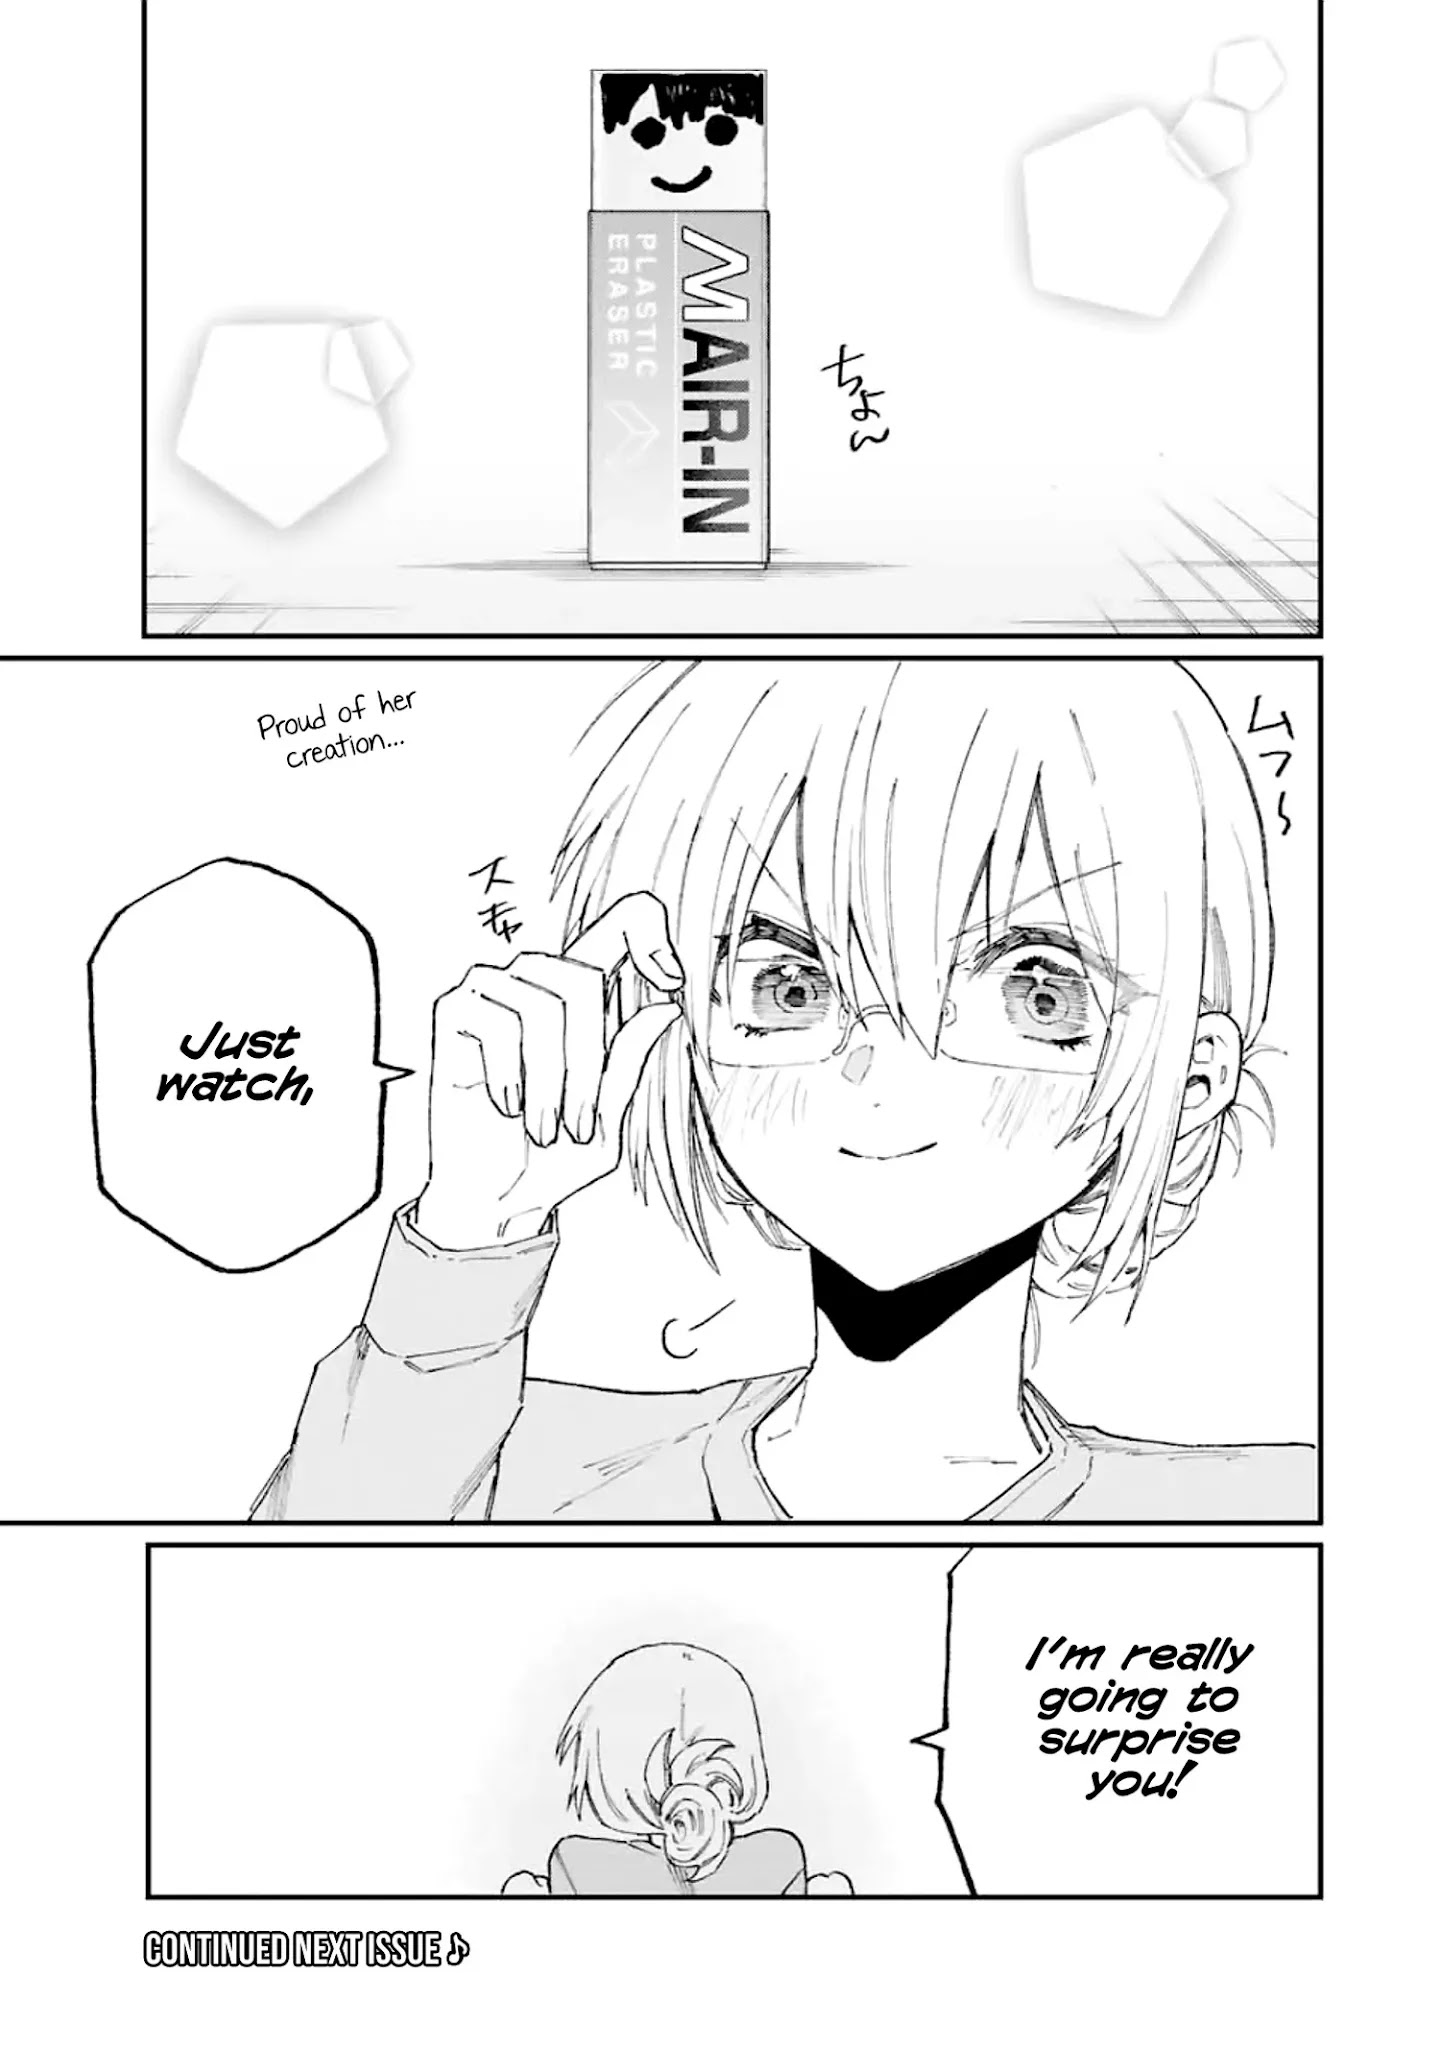 MAIR-IN
PLASTIC
ERASER
ちょん
ムフ〜
Proud of her
creation...
スチャ
Just
watch,
I'm really
going to
surprise
you!
CONTINUED NEXT ISSUE ♪